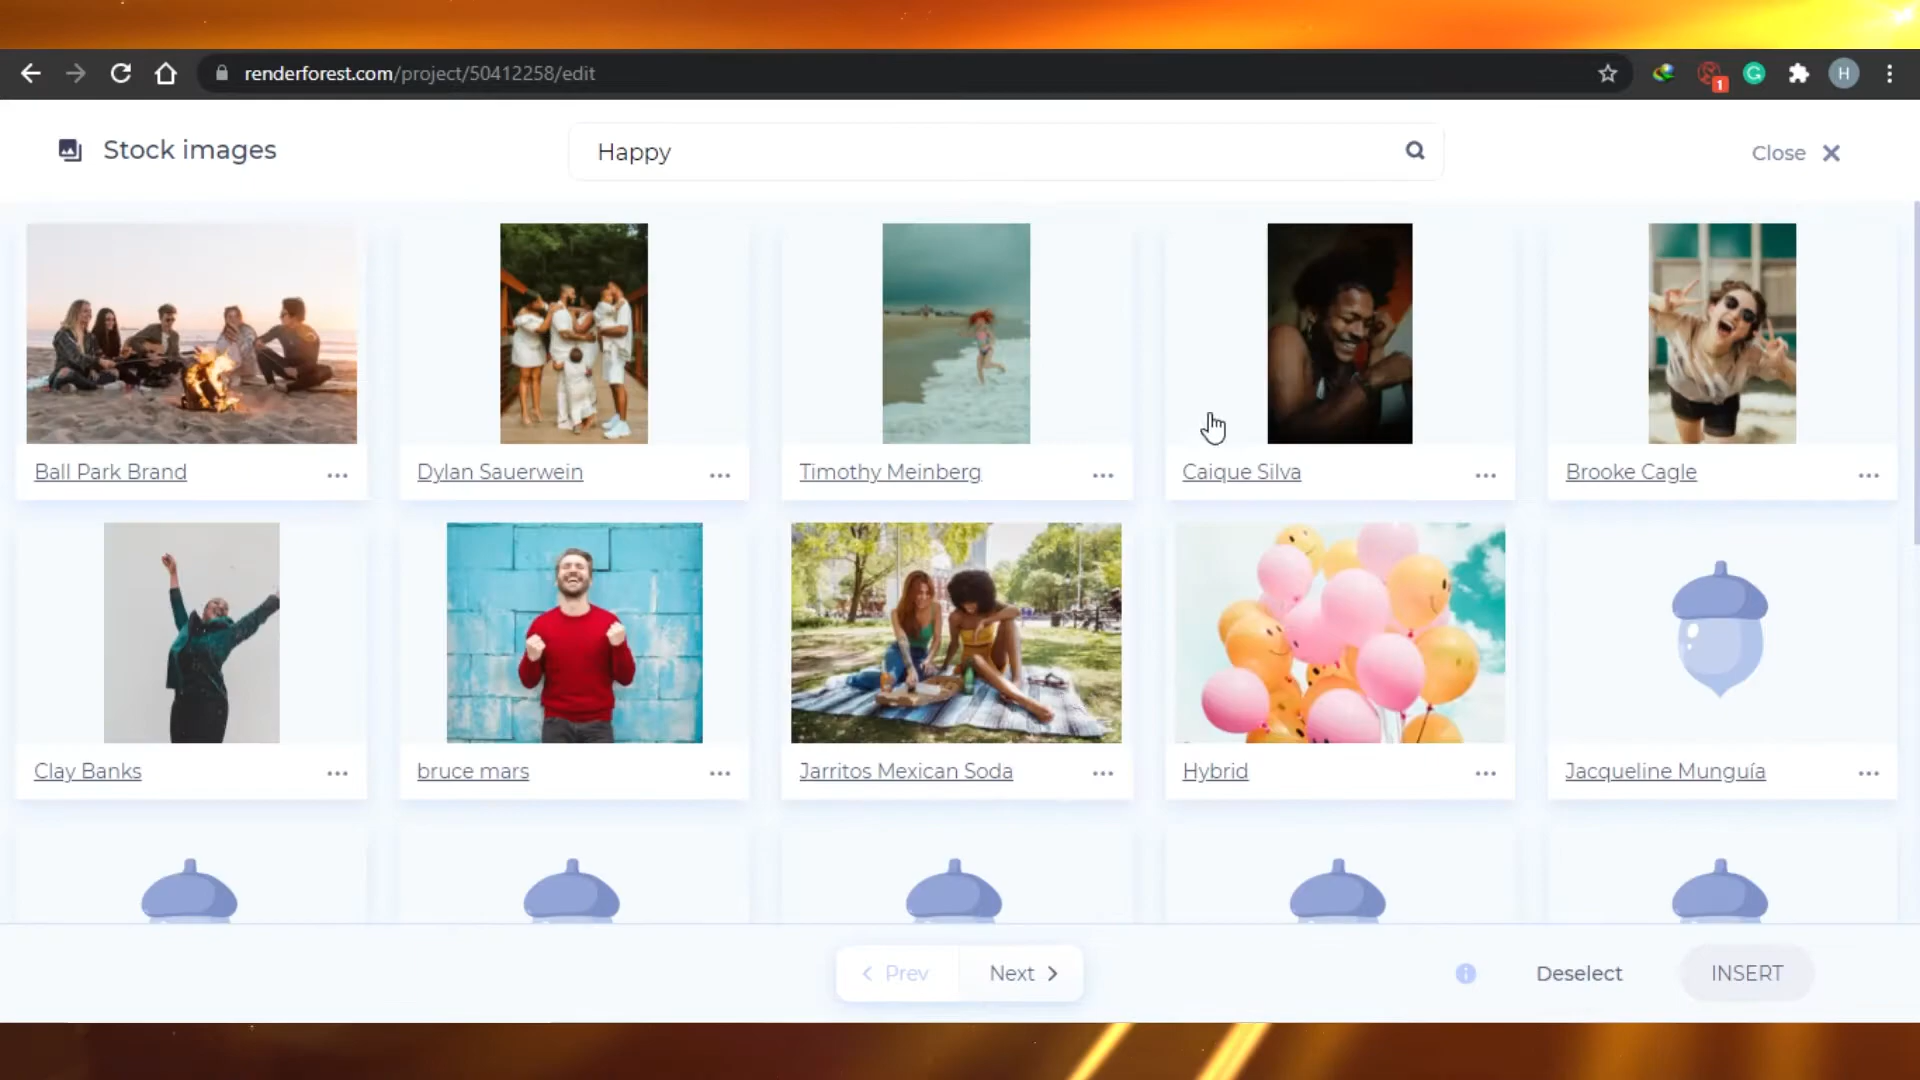 renderforest.com/project/50412258/edit
1
H
Stock images
Happy
Close
Ball Park Brand
Dylan Sauerwein
Timothy Meinberg
Caique Silva
Brooke Cagle
Clay Banks
bruce mars
Jarritos Mexican Soda
Hybrid
Jacqueline Munguía
Prev
Next
Deselect
INSERT